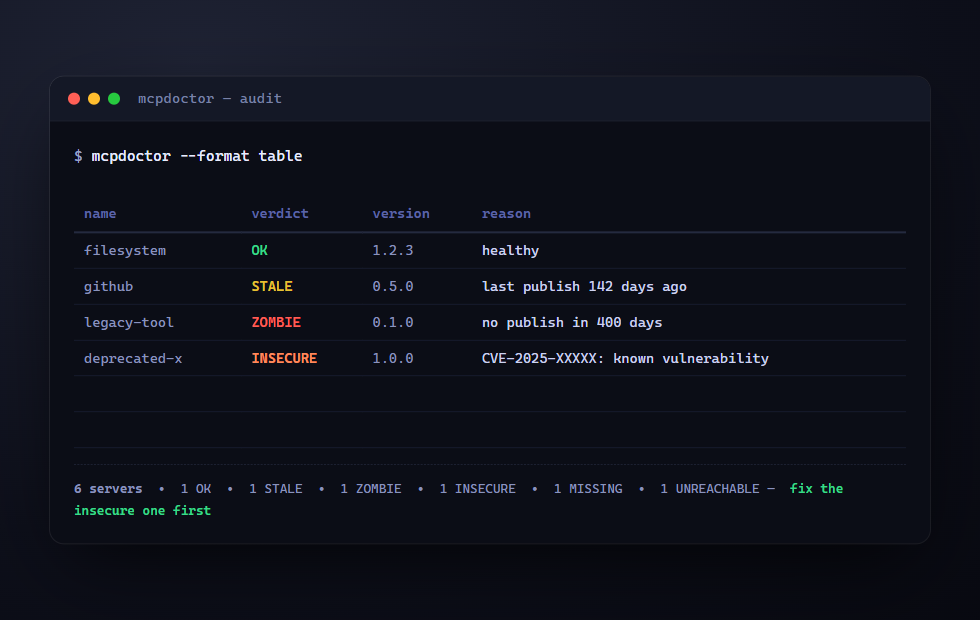 mcpdoctor — audit
$ mcpdoctor --format table
name verdict version reason
filesystem OK 1.2.3 healthy
github STALE 0.5.0 last publish 142 days ago
legacy-tool ZOMBIE 0.1.0 no publish in 400 days
deprecated-x INSECURE 1.0.0 CVE-2025-XXXXX: known vulnerability
6 servers • 1 OK • 1 STALE • 1 ZOMBIE • 1 INSECURE • 1 MISSING • 1 UNREACHABLE — fix the
insecure one first